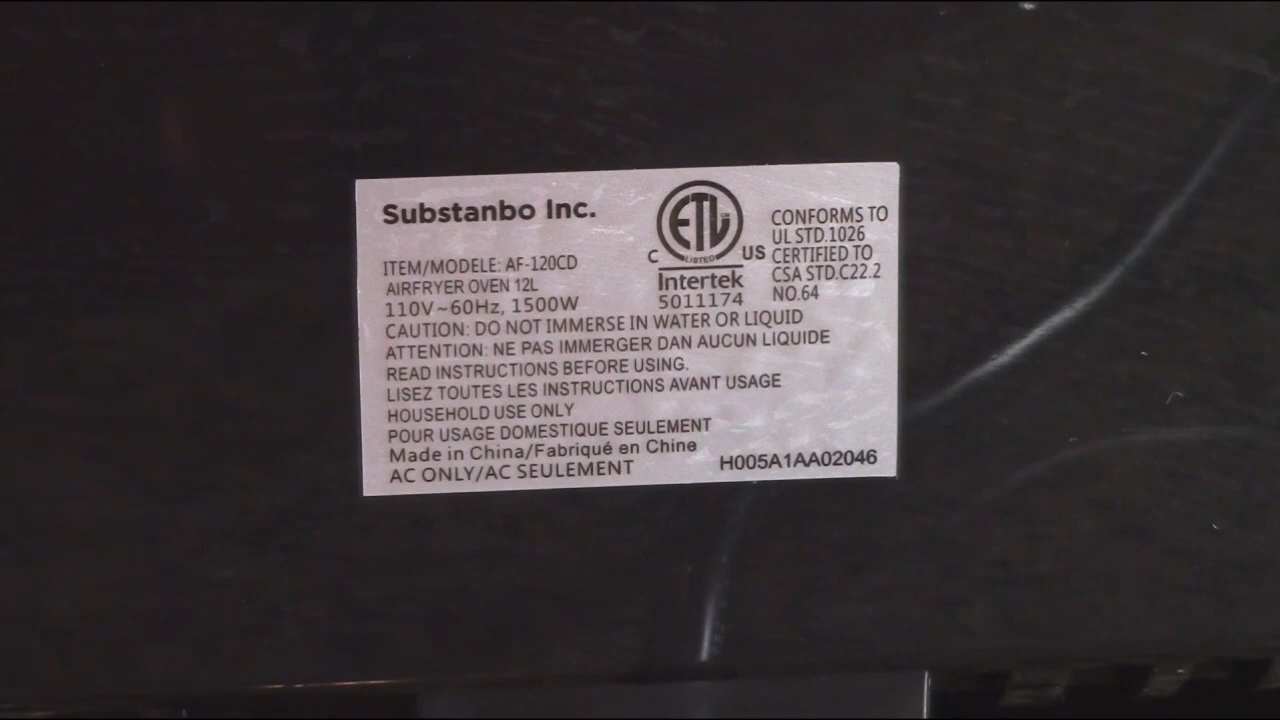 Substanbo Inc.
ITEM/MODELE: AF-120CD
AIRFRYER OVEN 12L
110V~60Hz, 1500W
ETL
LISTED
C US
Intertek
5011174
CONFORMS TO
UL STD.1026
CERTIFIED TO
CSA STD.C22.2
NO.64
CAUTION: DO NOT IMMERSE IN WATER OR LIQUID
ATTENTION: NE PAS IMMERGER DAN AUCUN LIQUIDE
READ INSTRUCTIONS BEFORE USING.
LISEZ TOUTES LES INSTRUCTIONS AVANT USAGE
HOUSEHOLD USE ONLY
POUR USAGE DOMESTIQUE SEULEMENT
Made in China/Fabriqué en Chine
AC ONLY/AC SEULEMENT
H005A1AA02046